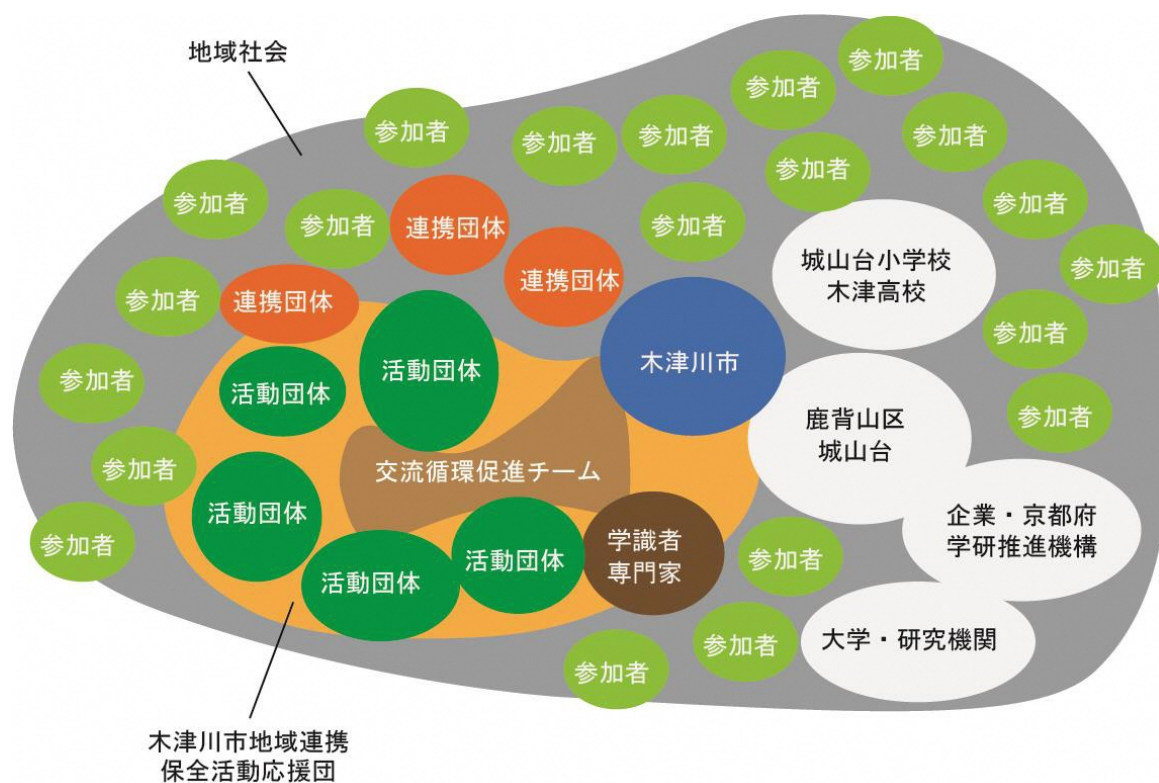 地域社会
参加者
参加者
参加者
参加者
参加者
参加者
参加者
参加者
参加者
参加者
連携団体
参加者
参加者
参加者
連携団体
城山台小学校
木津高校
参加者
連携団体
参加者
参加者
活動団体
木津川市
参加者
活動団体
参加者
鹿背山区
城山台
参加者
交流循環促進チーム
活動団体
企業・京都府
学研推進機構
参加者
学識者
専門家
活動団体
参加者
活動団体
大学・研究機関
参加者
参加者
木津川市地域連携
保全活動応援団